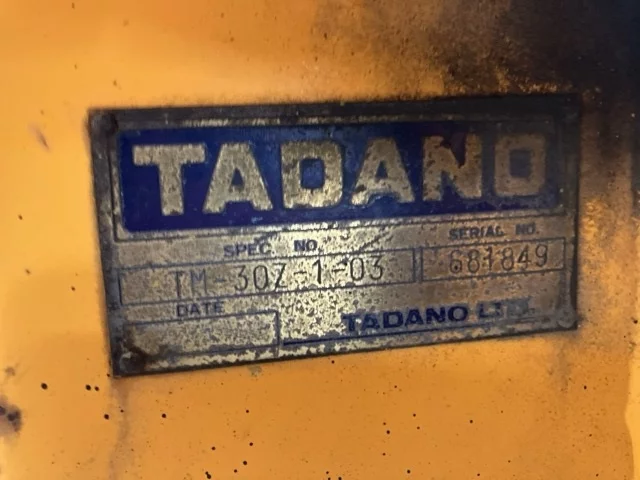 TADANO
SPEC. NO.
SERIAL NO.
TM-30Z-1-03
681849
DATE
TADANO LTD.